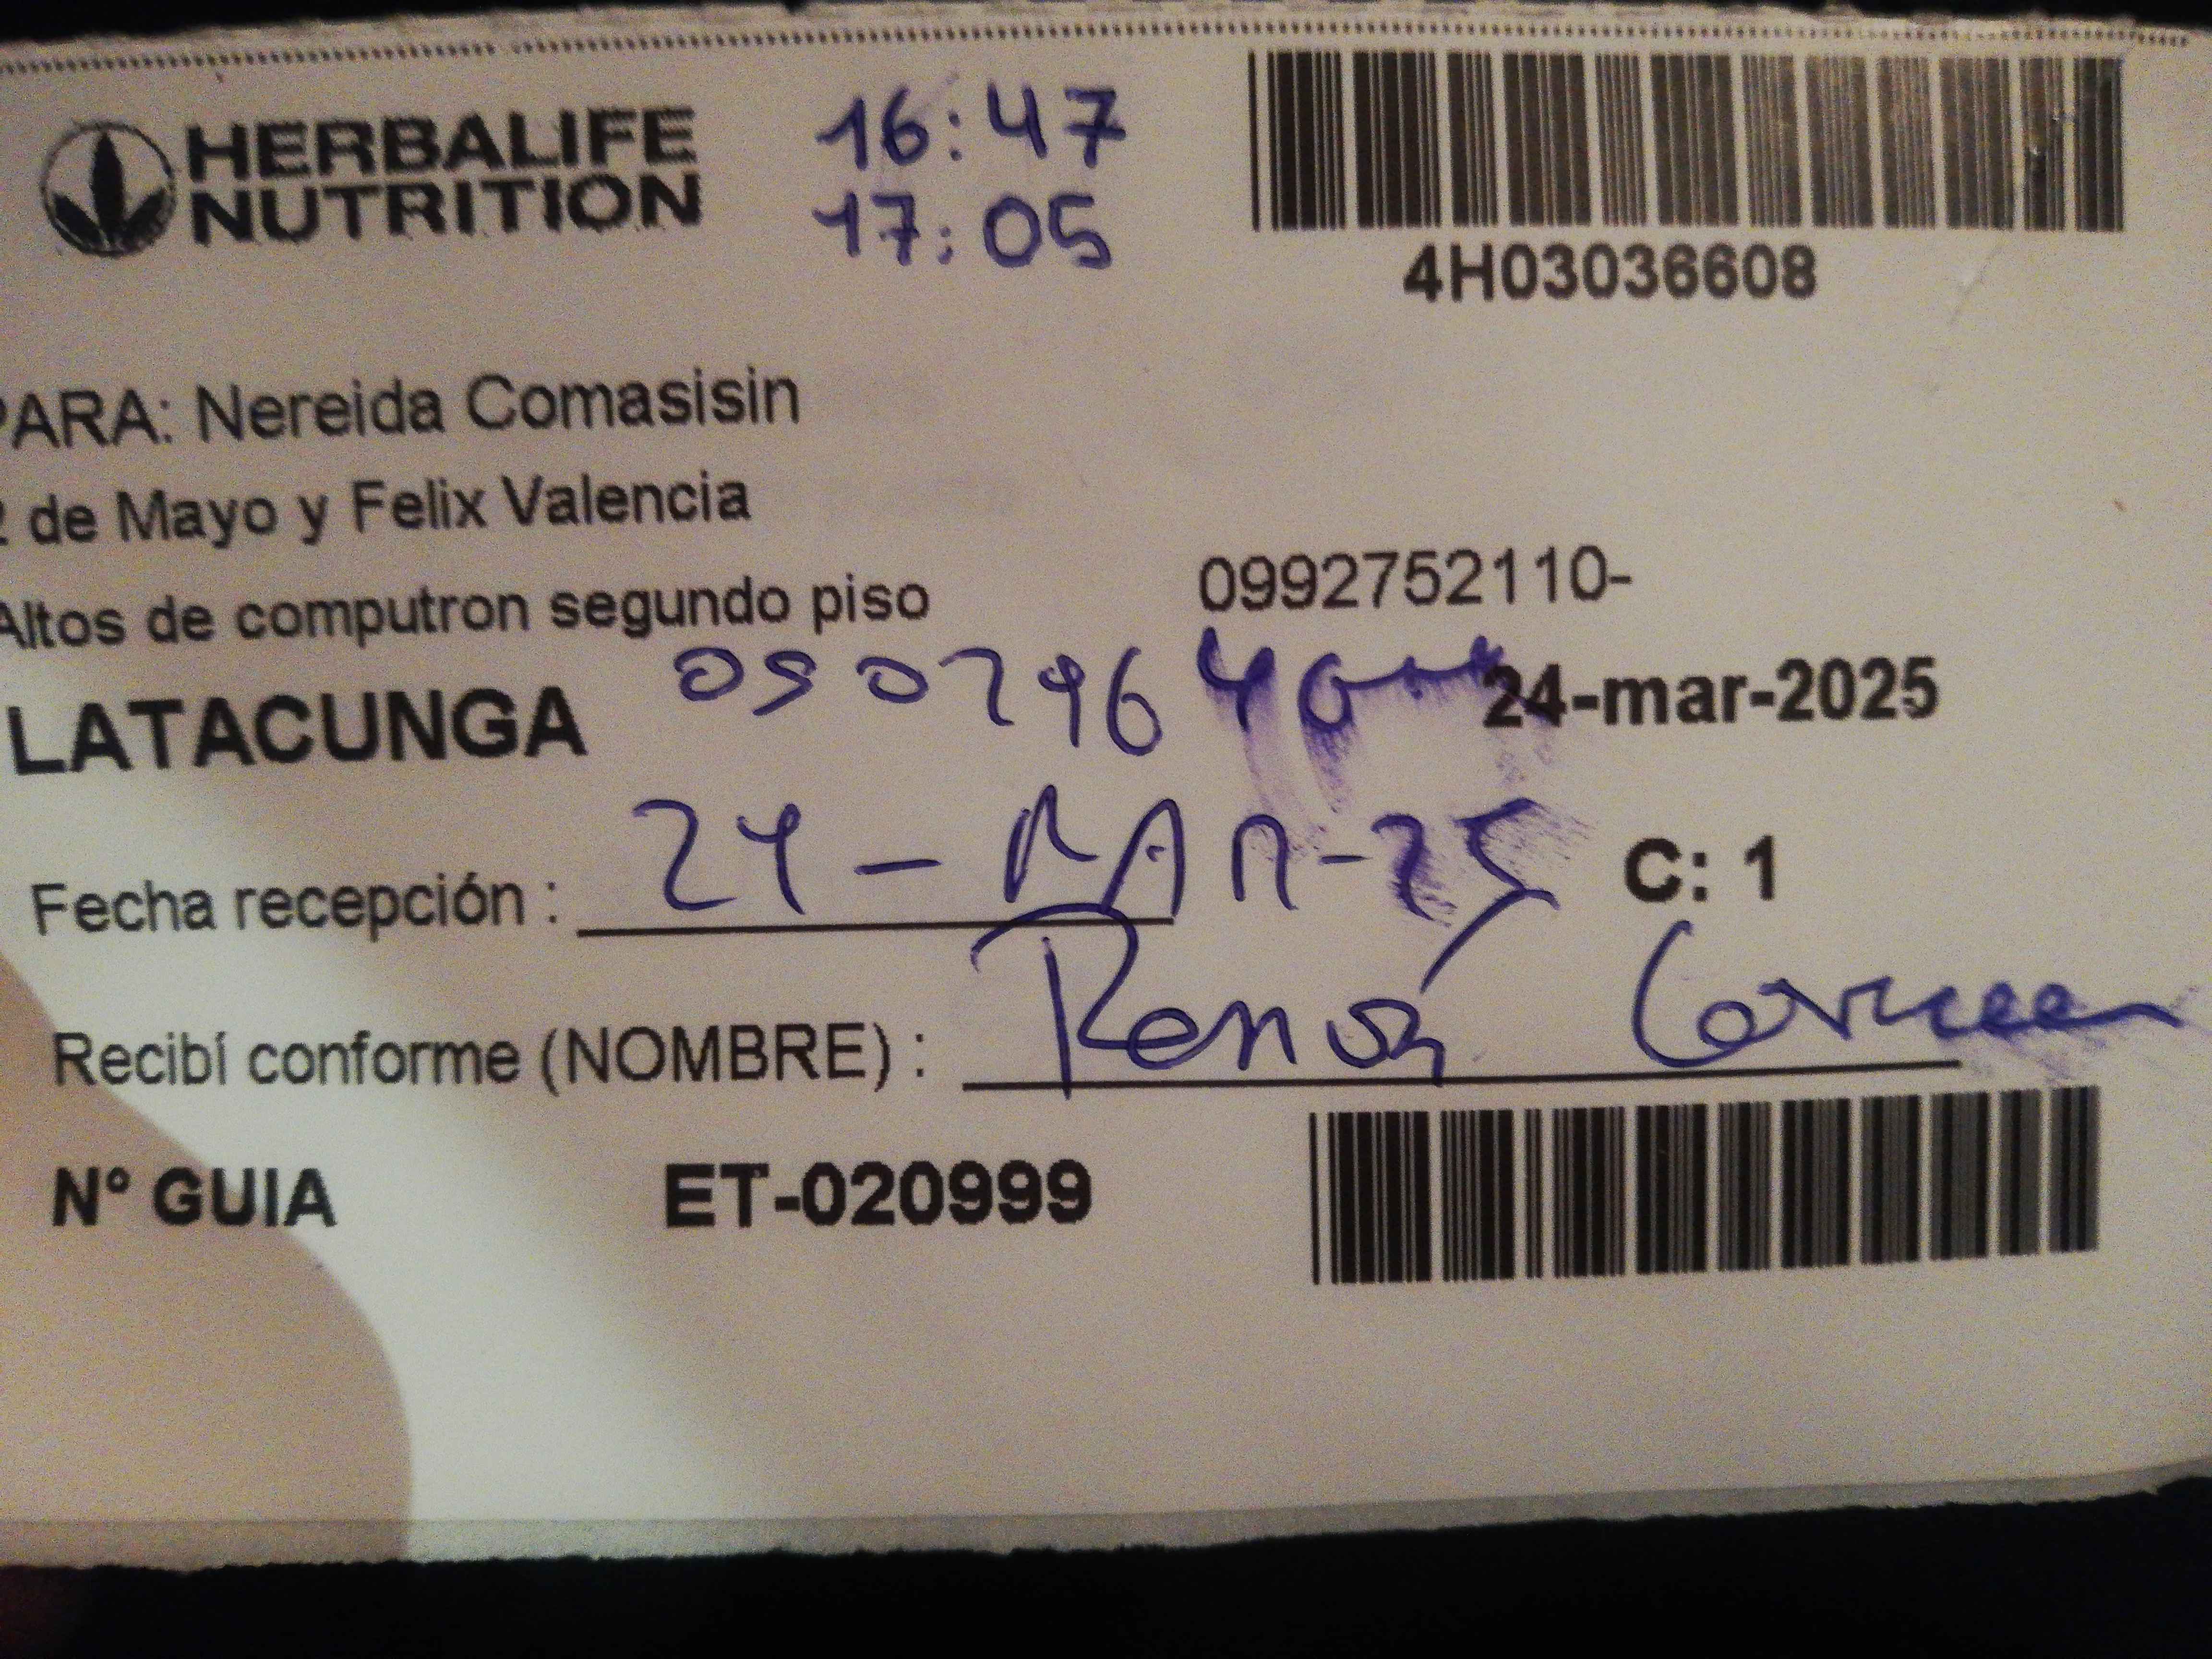 HERBALIFE
NUTRITION
16:47
17:05
4H03036608
PARA: Nereida Comasisin
2 de Mayo y Felix Valencia
Altos de computron segundo piso
0992752110-
LATACUNGA
24-mar-2025
Fecha recepción : 24-MAR-25
C: 1
Recibí conforme (NOMBRE) :
N° GUIA ET-020999